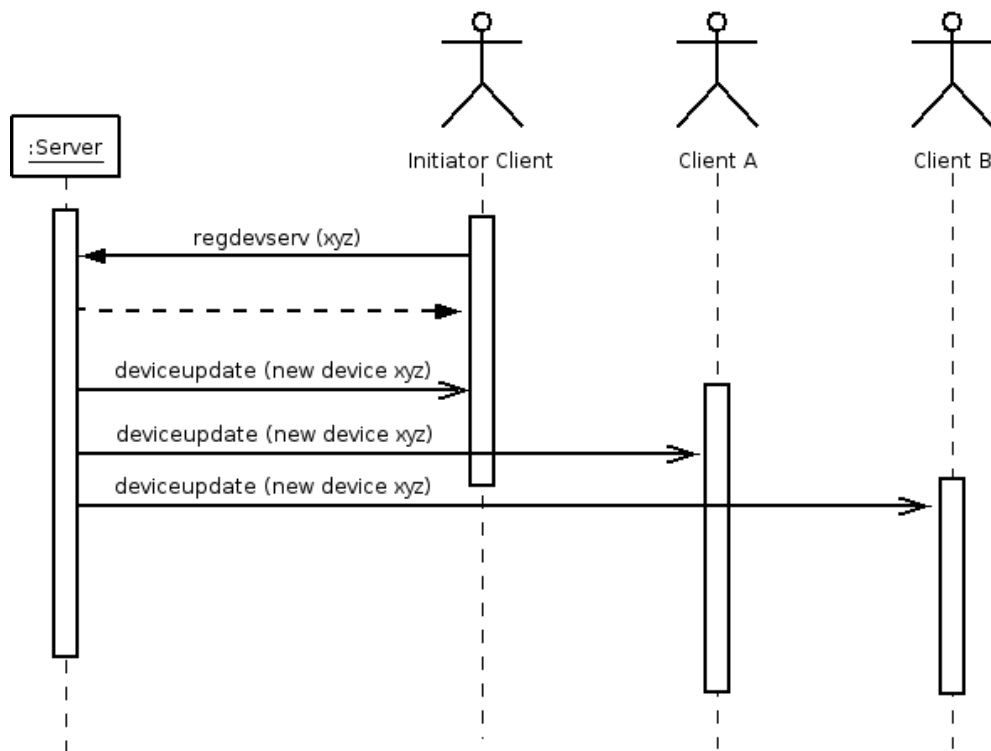 :Server
Initiator Client
Client A
Client B
regdevserv (xyz)
deviceupdate (new device xyz)
deviceupdate (new device xyz)
deviceupdate (new device xyz)